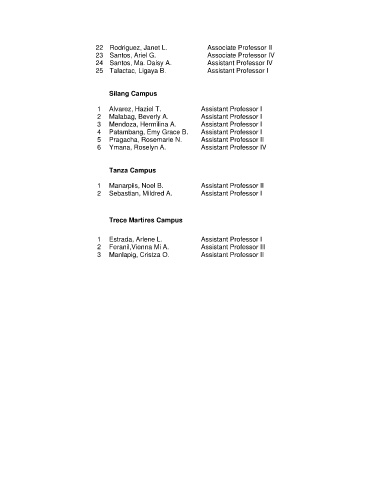 22 Rodriguez, Janet L. Associate Professor II
23 Santos, Ariel G. Associate Professor IV
24 Santos, Ma. Daisy A. Assistant Professor IV
25 Talactac, Ligaya B. Assistant Professor I
Silang Campus
1 Alvarez, Haziel T. Assistant Professor I
2 Malabag, Beverly A. Assistant Professor I
3 Mendoza, Hermilina A. Assistant Professor I
4 Patambang, Emy Grace B. Assistant Professor I
5 Pragacha, Rosemarie N. Assistant Professor II
6 Ymana, Roselyn A. Assistant Professor IV
Tanza Campus
1 Manarpiis, Noel B. Assistant Professor II
2 Sebastian, Mildred A. Assistant Professor I
Trece Martires Campus
1 Estrada, Arlene L. Assistant Professor I
2 Foranil,Vienna Mi A. Assistant Professor III
3 Manlapig, Crisiza O. Assistant Professor II